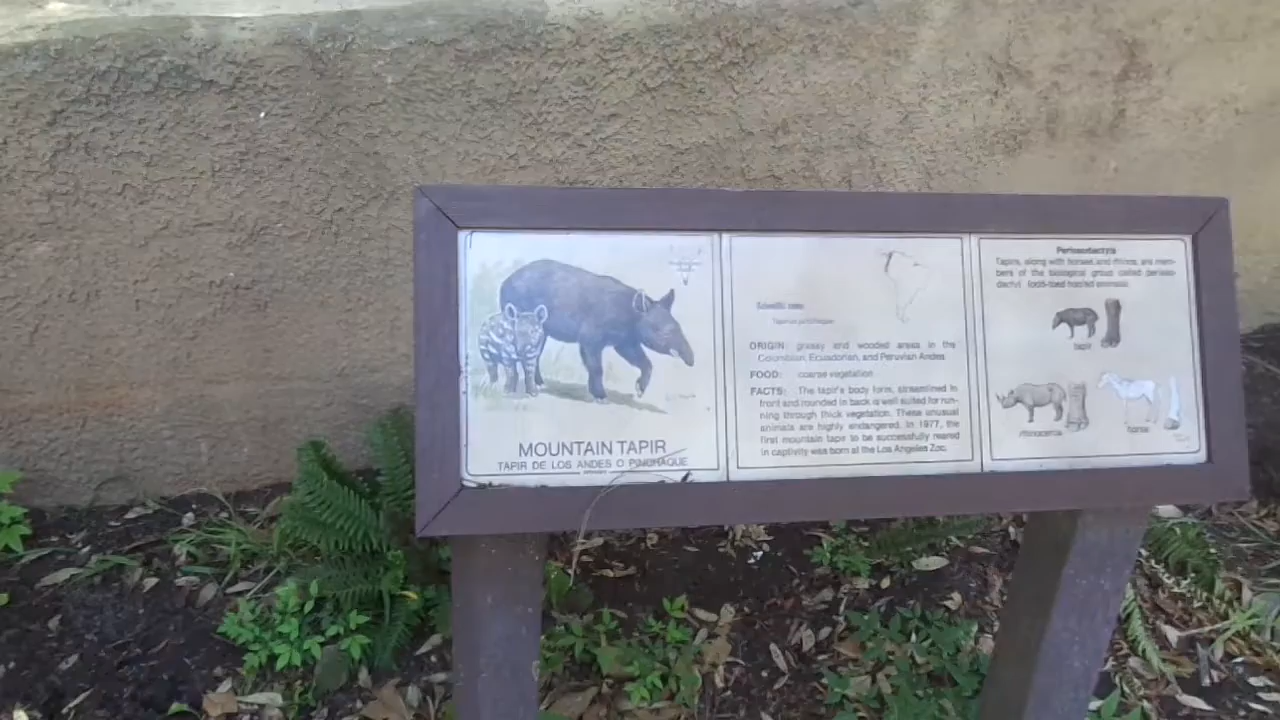 MOUNTAIN TAPIR
TAPIR DE LOS ANDES O PINCHAQUE
Scientific name
Tapirus pinchaque
ORIGIN: grassy and wooded areas in the
Colombian, Ecuadorian, and Peruvian Andes
FOOD: coarse vegetation
FACTS: The tapir's body form, streamlined in
front and rounded in back is well suited for run-
ning through thick vegetation. These unusual
animals are highly endangered. In 1977, the
first mountain tapir to be successfully reared
in captivity was born at the Los Angeles Zoo.
Perissodactyla
Tapirs, along with horses and rhinos, are mem-
bers of the biological group called perisso-
dactyl (odd-toed hoofed animals).
tapir
rhinoceros
horse